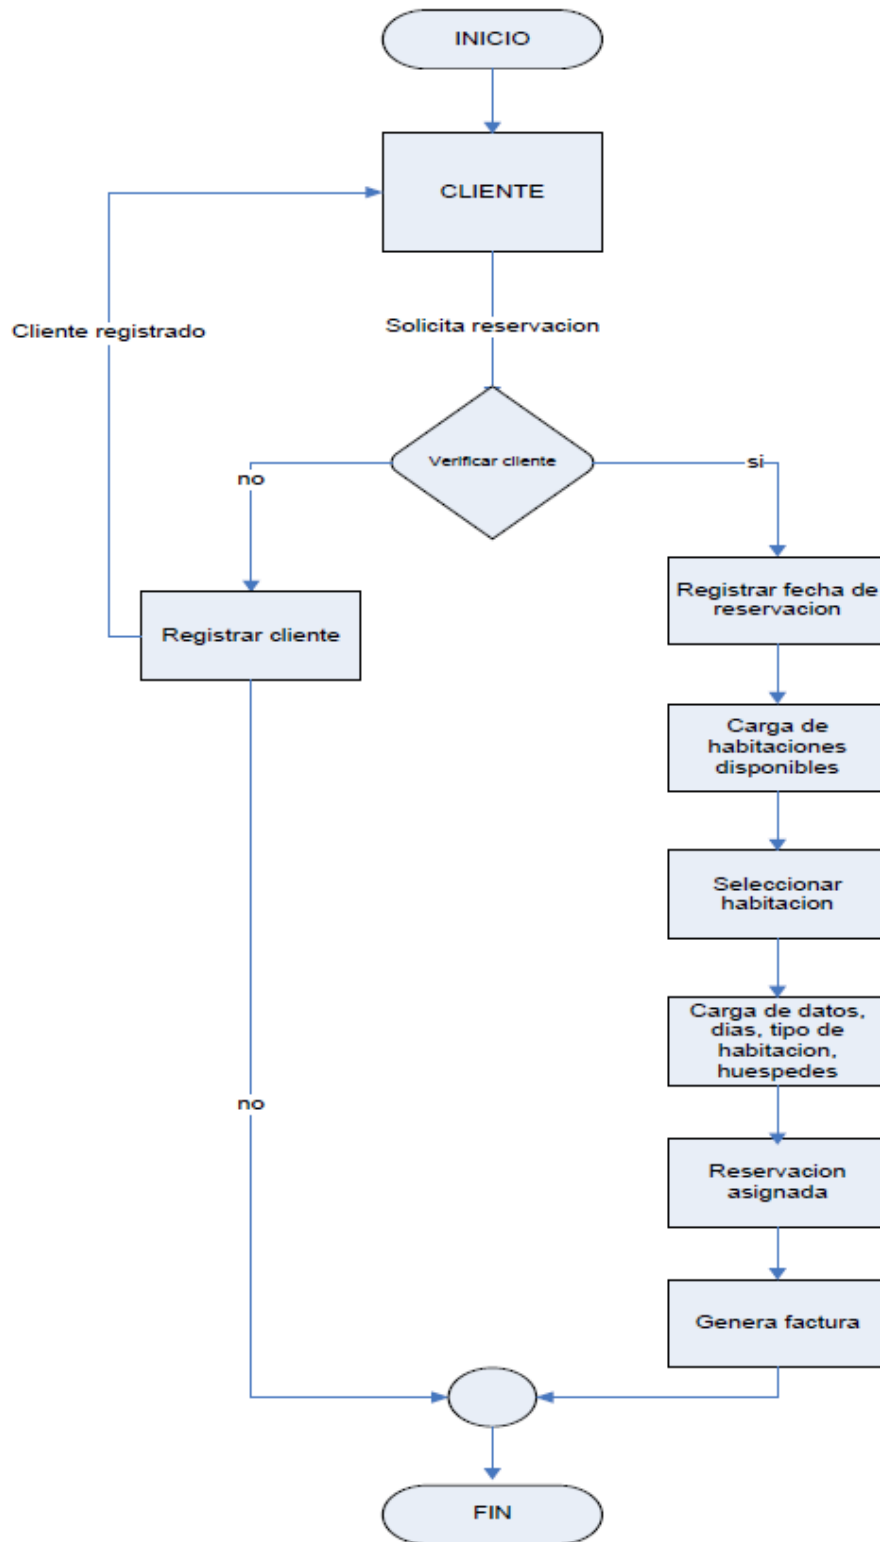 INICIO
CLIENTE
Cliente registrado
Solicita reservacion
Verificar cliente
no
si
Registrar cliente
Registrar fecha de
reservacion
Carga de
habitaciones
disponibles
Seleccionar
habitacion
Carga de datos,
dias, tipo de
habitacion,
huespedes
no
Reservacion
asignada
Genera factura
FIN